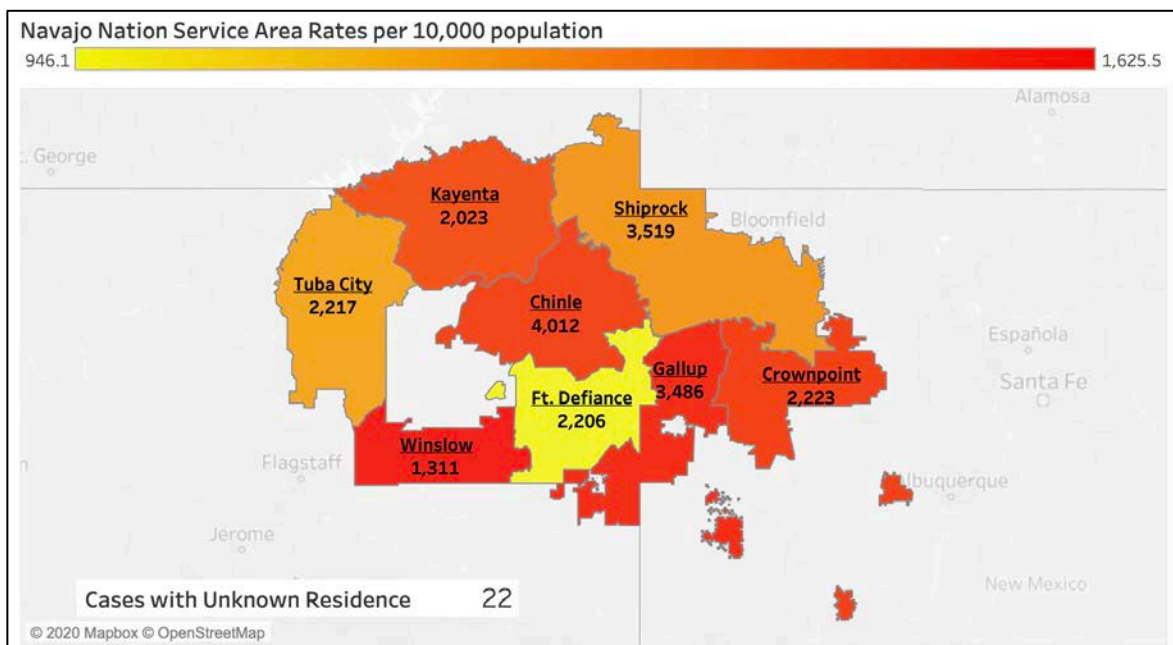 Navajo Nation Service Area Rates per 10,000 population
946.1 1,625.5
Alamosa
. George
Kayenta
2,023
Shiprock
3,519
Bloomfield
Tuba City
2,217
Chinle
4,012
Española
Gallup
3,486
Crownpoint
2,223
Santa Fe
Ft. Defiance
2,206
Winslow
1,311
Flagstaff
Albuquerque
Jerome
New Mexico
Cases with Unknown Residence 22
© 2020 Mapbox © OpenStreetMap